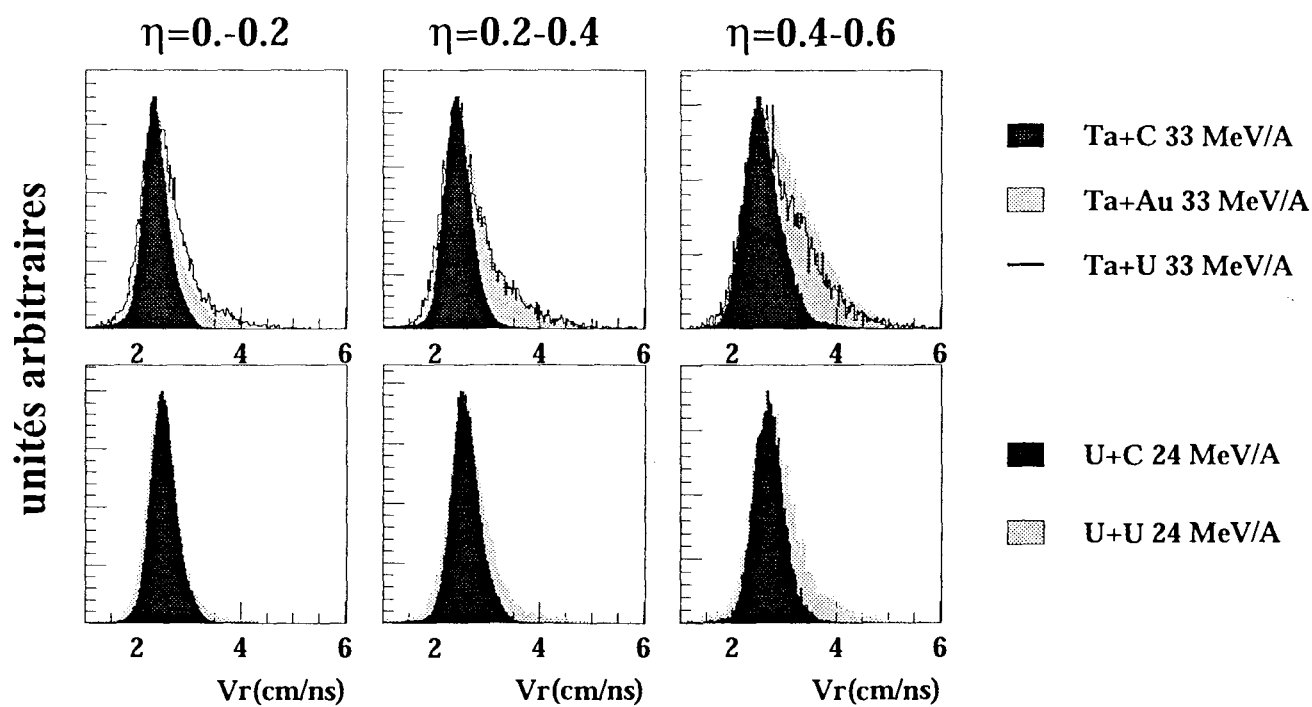 η=0.-0.2 η=0.2-0.4 η=0.4-0.6
unités arbitraires
2 4 6 2 4 6 2 4 6
Ta+C 33 MeV/A
Ta+Au 33 MeV/A
Ta+U 33 MeV/A
2 4 6 2 4 6 2 4 6
Vr(cm/ns) Vr(cm/ns) Vr(cm/ns)
U+C 24 MeV/A
U+U 24 MeV/A